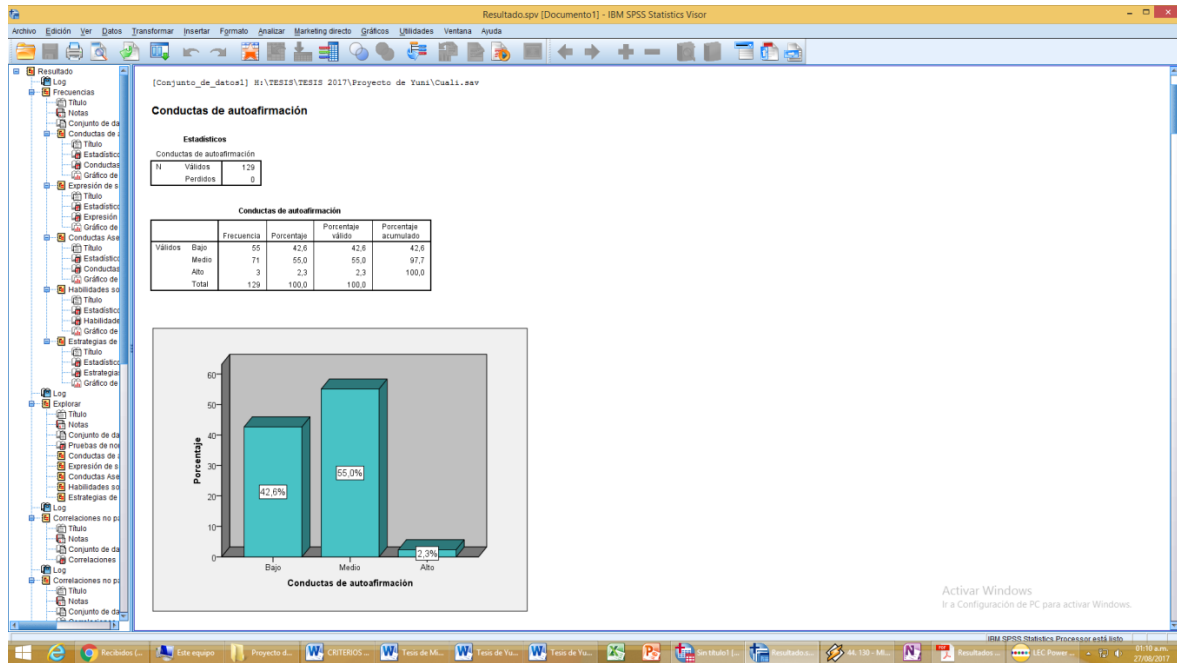 Resultado.spv [Documento1] - IBM SPSS Statistics Visor
Archivo Edición Ver Datos Transformar Insertar Formato Analizar Marketing directo Gráficos Utilidades Ventana Ayuda
Resultado
Log
Frecuencias
Título
Notas
Conjunto de da
Conductas de a
Título
Estadístico
Conductas
Gráfico de
Expresión de s
Título
Estadístico
Expresión
Gráfico de
Conductas Ase
Título
Estadístico
Conductas
Gráfico de
Habilidades so
Título
Estadístico
Habilidade
Gráfico de
Estrategias de
Título
Estadístico
Estrategias
Gráfico de
Log
Explorar
Título
Notas
Conjunto de da
Pruebas de no
Conductas de a
Expresión de s
Conductas Ase
Habilidades so
Estrategias de
Log
Correlaciones no pa
Título
Notas
Conjunto de da
Correlaciones
Log
Correlaciones no pa
Título
Notas
Conjunto de da
[Conjunto_de_datos1] H:\TESIS\TESIS 2017\Proyecto de Yuni\Cuali.sav
Conductas de autoafirmación
Estadísticos
Conductas de autoafirmación
N Válidos 129
Perdidos 0
Conductas de autoafirmación
Frecuencia Porcentaje Porcentaje válido Porcentaje acumulado
Válidos Bajo 55 42,6 42,6 42,6
Medio 71 55,0 55,0 97,7
Alto 3 2,3 2,3 100,0
Total 129 100,0 100,0
Porcentaje
60
50
40
30
20
10
0
42,6%
55,0%
2,3%
Bajo Medio Alto
Conductas de autoafirmación
Activar Windows
Ir a Configuración de PC para activar Windows.
IBM SPSS Statistics Processor está listo
Recibidos (... Este equipo Proyecto d... CRITERIOS ... Tesis de Mi... Tesis de Yu... Tesis de Yu... Sin título1 [... Resultado.s... 44, 130 - Mi... Resultados ... LEC Power ... 01:10 a.m.
27/08/2017